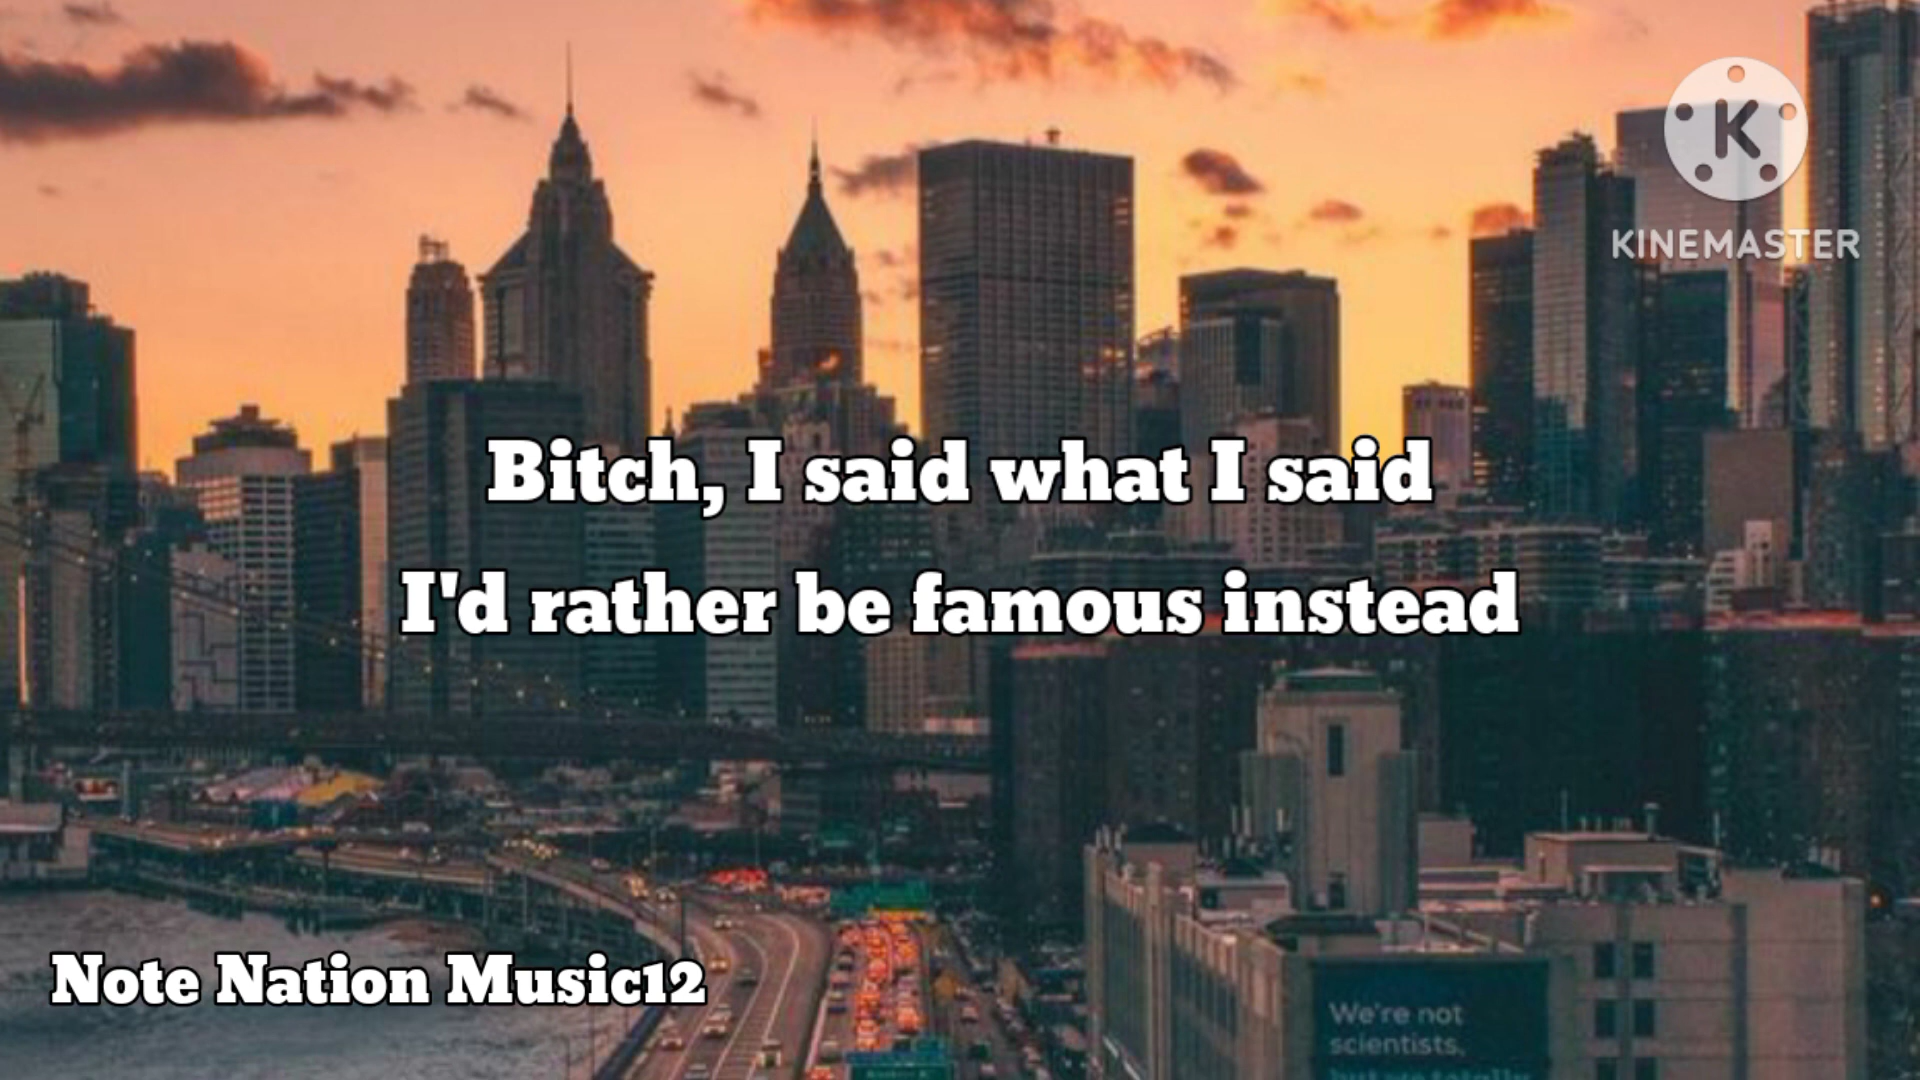 K
KINEMASTER
Bitch, I said what I said
I'd rather be famous instead
Note Nation Music12
We're not
scientists,